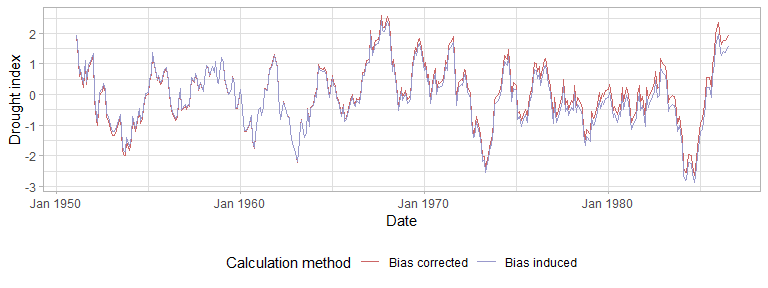 Drought index
2
1
0
-1
-2
-3
Jan 1950 Jan 1960 Jan 1970 Jan 1980
Date
Calculation method Bias corrected Bias induced